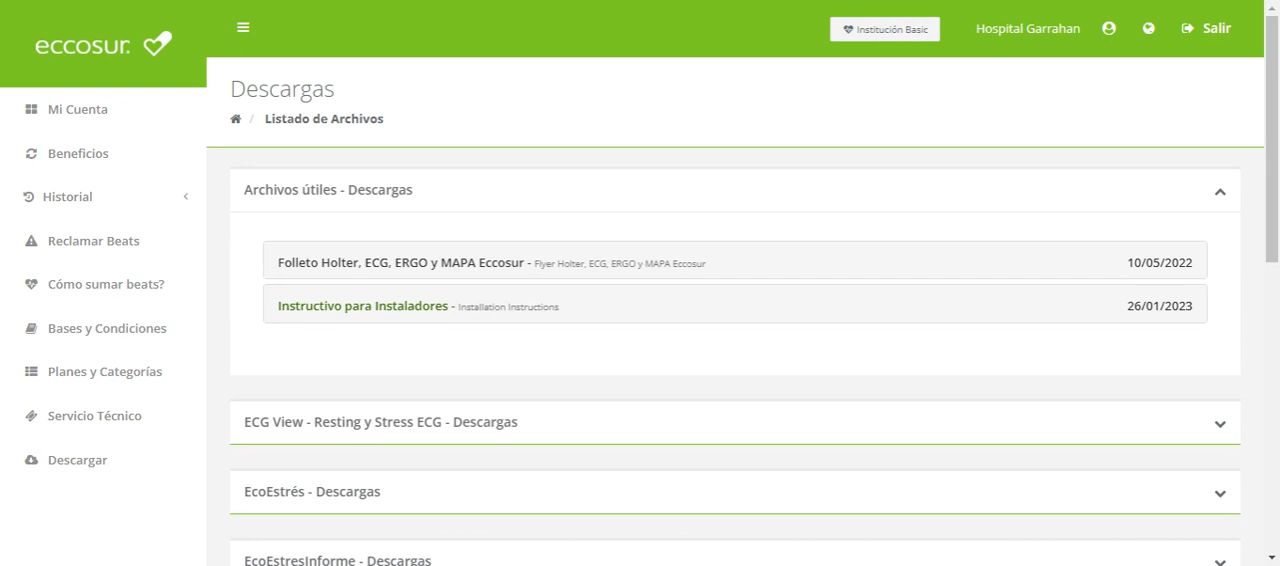 eccosur.
Institución Basic
Hospital Garrahan
Salir
Mi Cuenta
Beneficios
Historial
Reclamar Beats
Cómo sumar beats?
Bases y Condiciones
Planes y Categorías
Servicio Técnico
Descargar
Descargas
/ Listado de Archivos
Archivos útiles - Descargas
Folleto Holter, ECG, ERGO y MAPA Eccosur - Flyer Holter, ECG, ERGO y MAPA Eccosur 10/05/2022
Instructivo para Instaladores - Installation Instructions 26/01/2023
ECG View - Resting y Stress ECG - Descargas
EcoEstrés - Descargas
EcoEstresInforme - Descargas